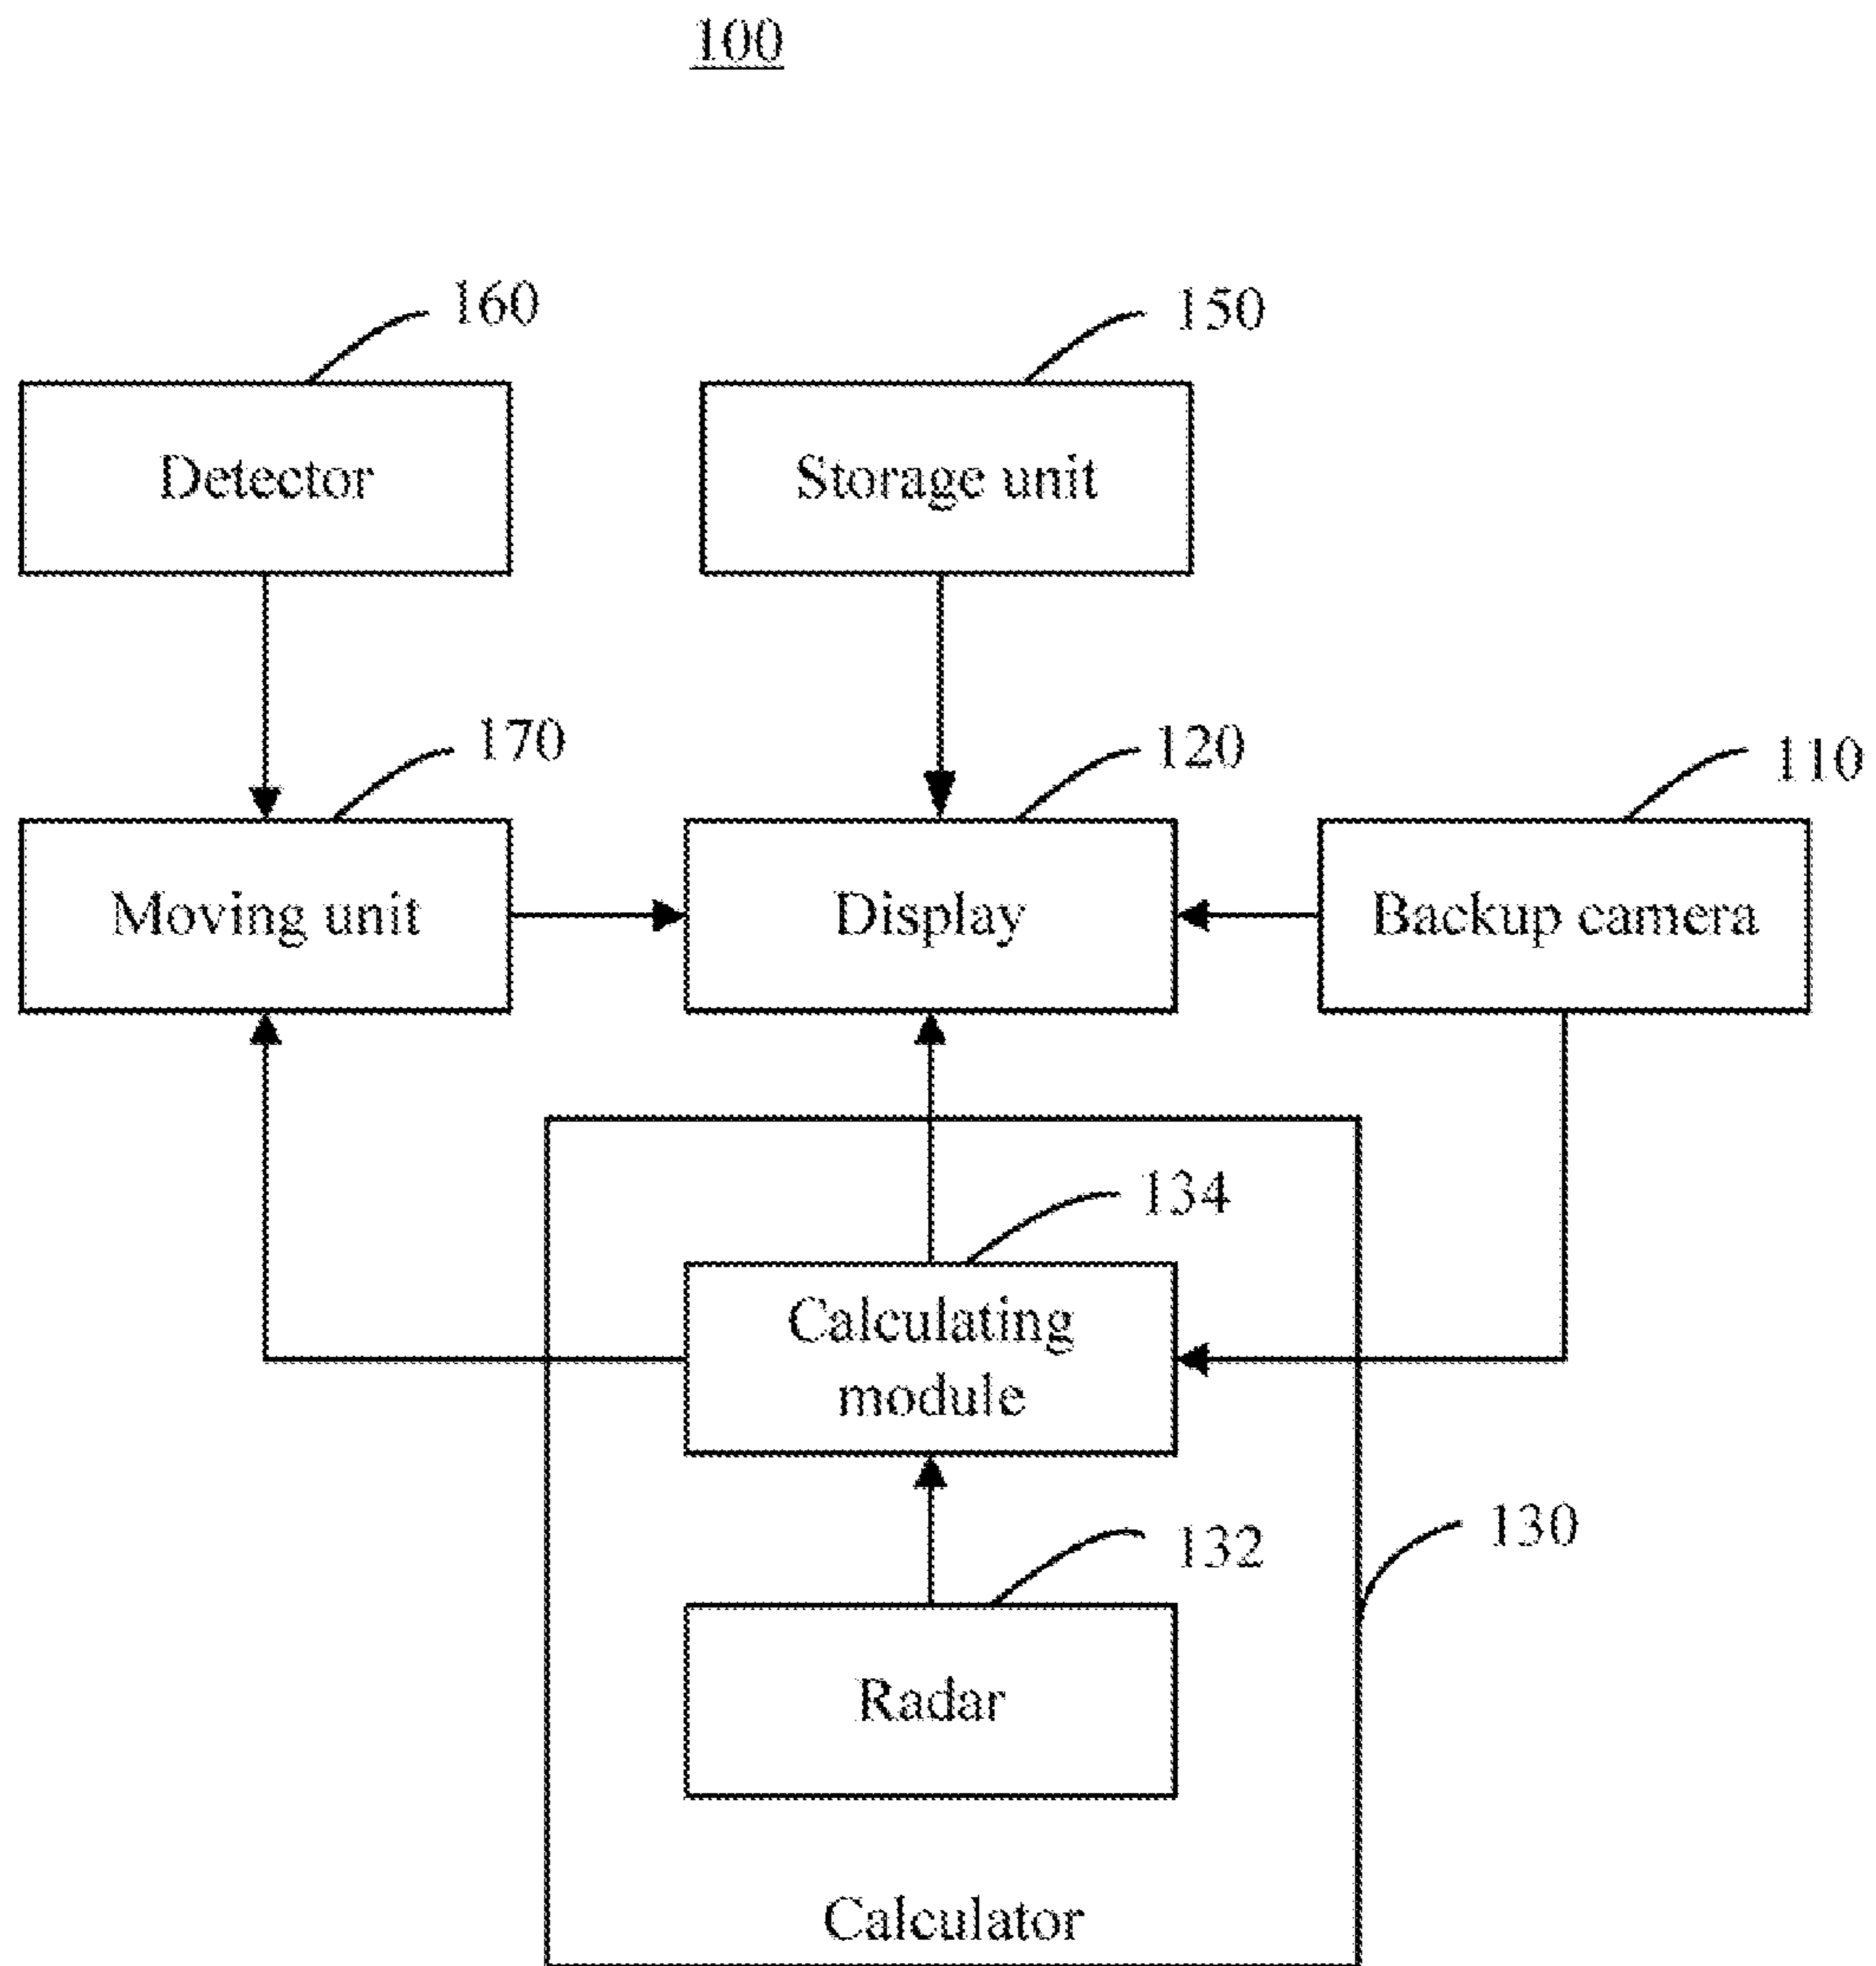 100
160
150
Detector
Storage unit
170
120
110
Moving unit
Display
Backup camera
134
Calculating
module
132
130
Radar
Calculator